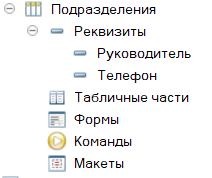 Подразделения
Реквизиты
Руководитель
Телефон
Табличные части
Формы
Команды
Макеты